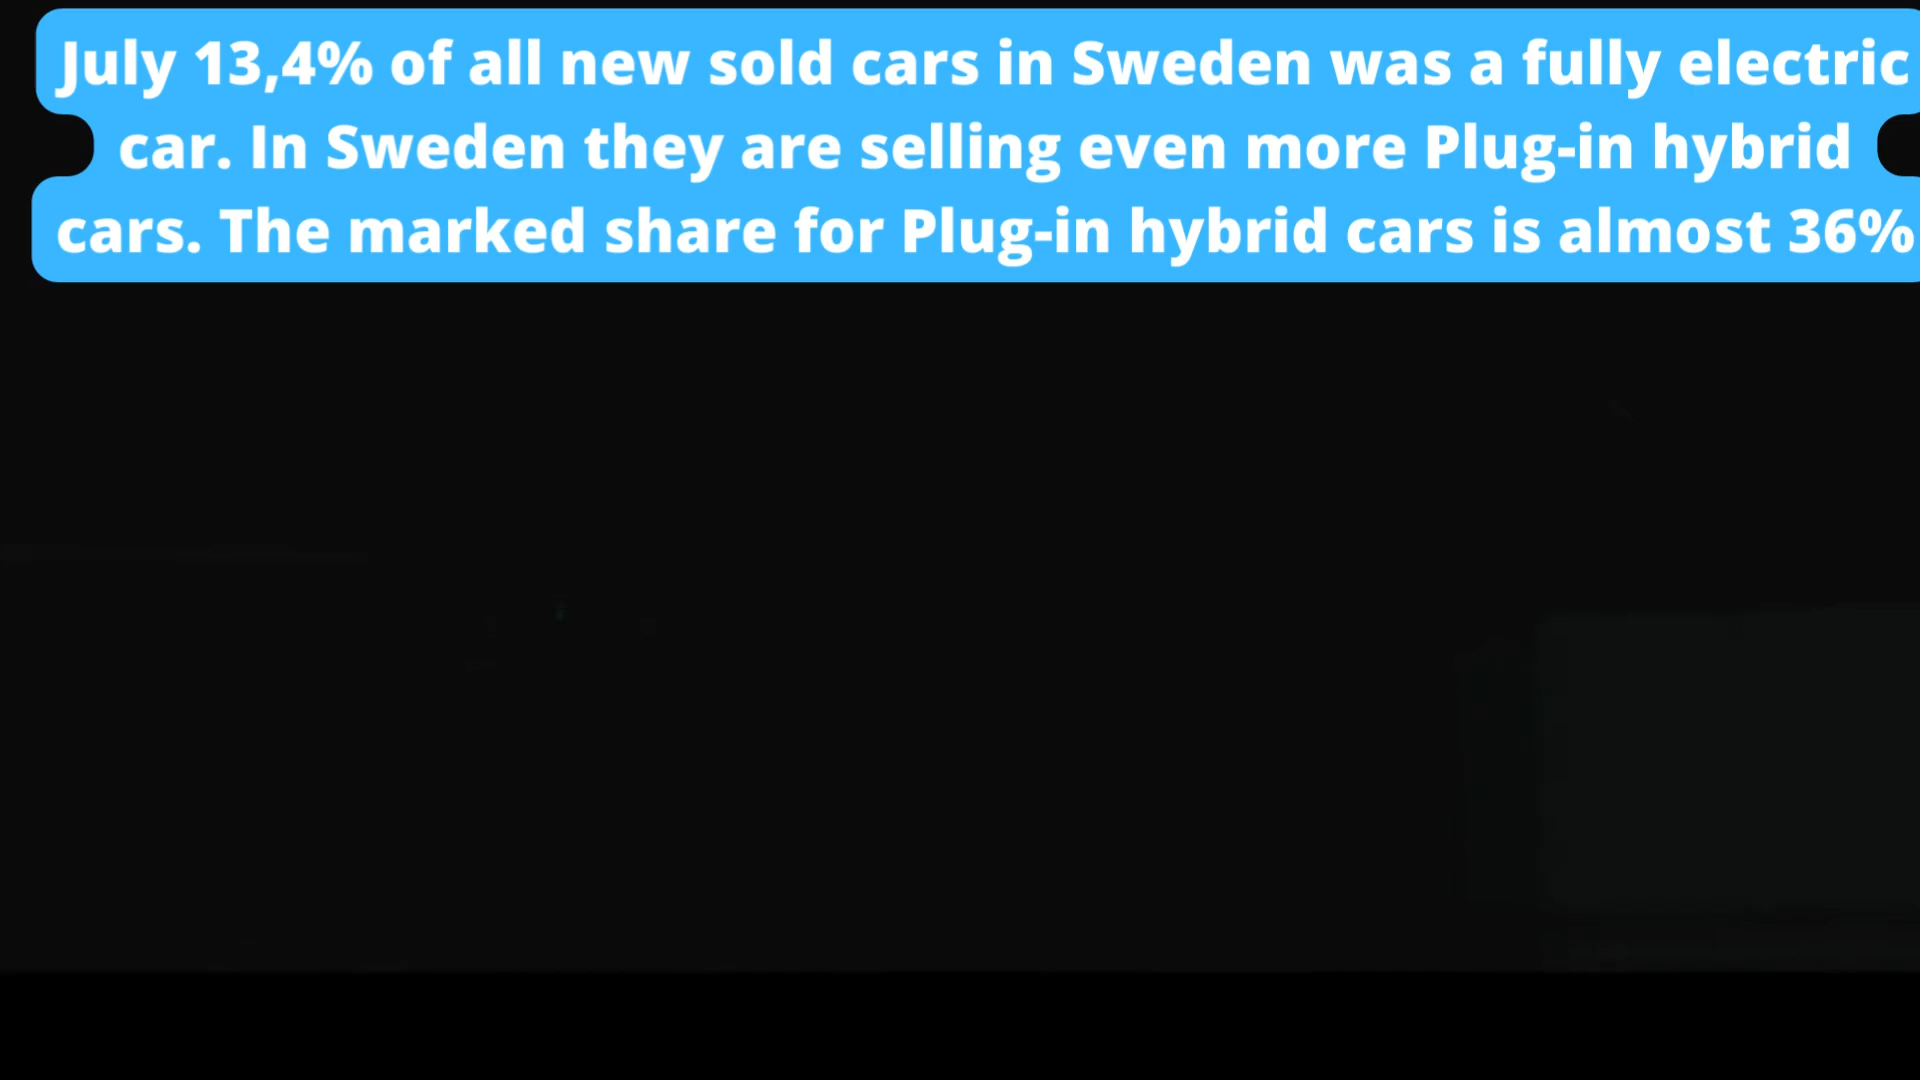 July 13,4% of all new sold cars in Sweden was a fully electric
car. In Sweden they are selling even more Plug-in hybrid
cars. The marked share for Plug-in hybrid cars is almost 36%